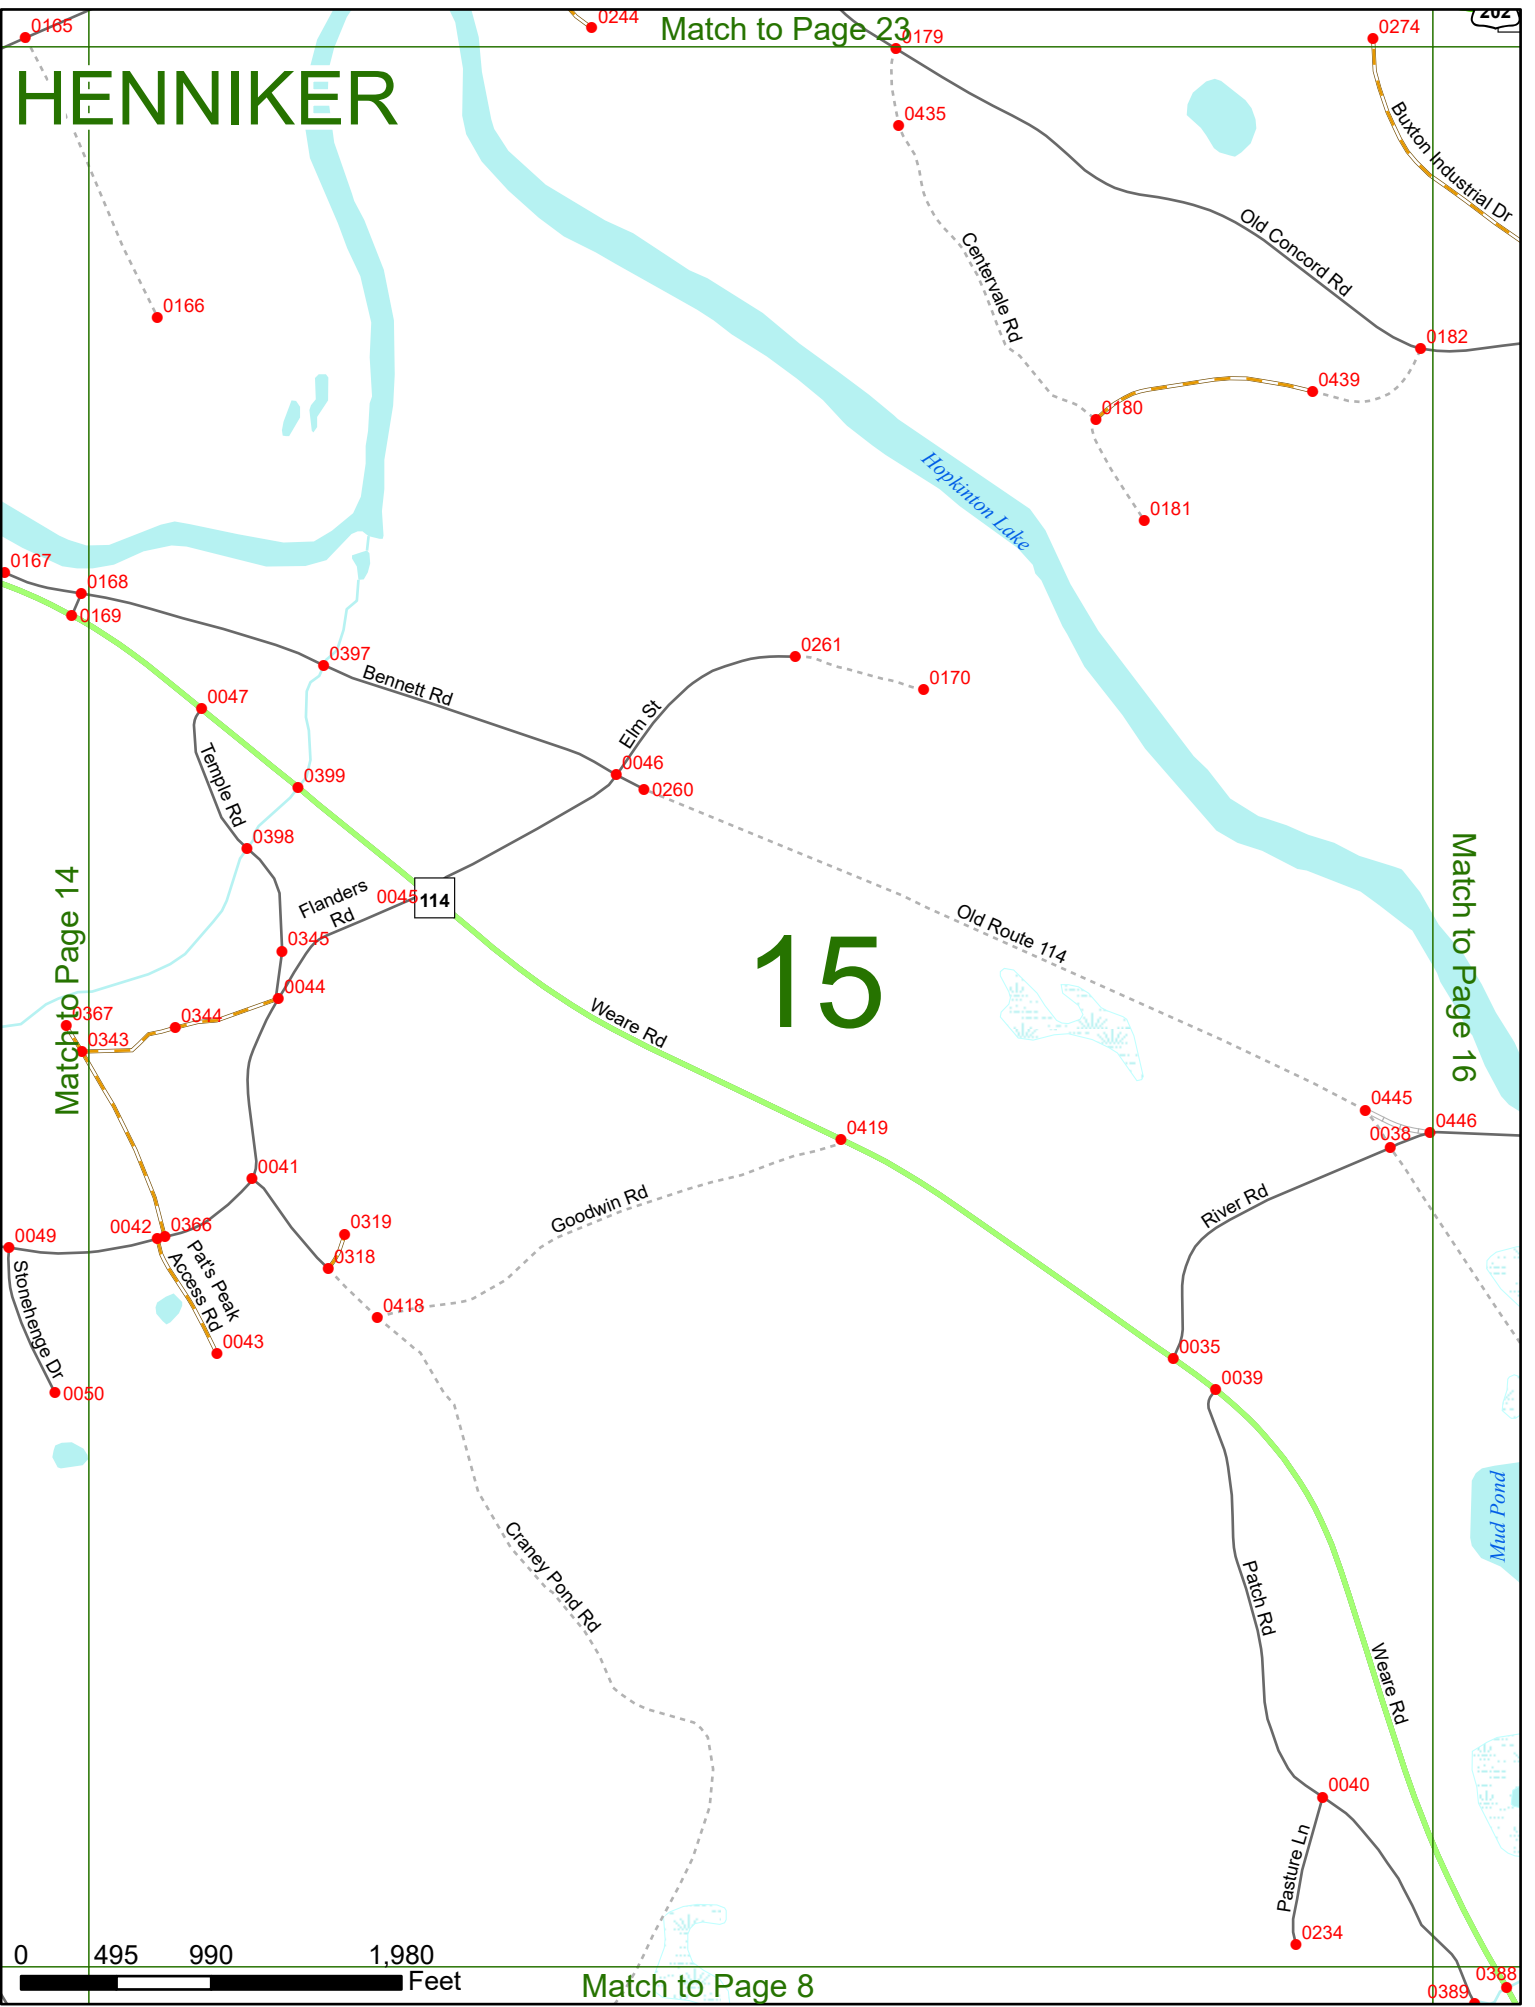 0165
0244
Match to Page 23
0179
0274
202
HENNIKER
0435
Buxton Industrial Dr
Old Concord Rd
Centervale Rd
0166
0182
0439
0180
Hopkinton Lake
0181
0167
0168
0169
0397
Bennett Rd
0261
0170
0047
Elm St
Temple Rd
0399
0046
0260
0398
Match to Page 14
Flanders
Rd
0045
114
Match to Page 16
Old Route 114
15
0345
0044
Weare Rd
0367
0344
0343
0445
0446
0038
0419
0041
River Rd
Goodwin Rd
0319
0042
0366
0049
0318
Pat's Peak
Access Rd
Stonehenge Dr
0418
0043
0035
0050
0039
Mud Pond
Craney Pond Rd
Patch Rd
Weare Rd
0040
Pasture Ln
0234
0 495 990 1,980
Feet
Match to Page 8
0388
0389